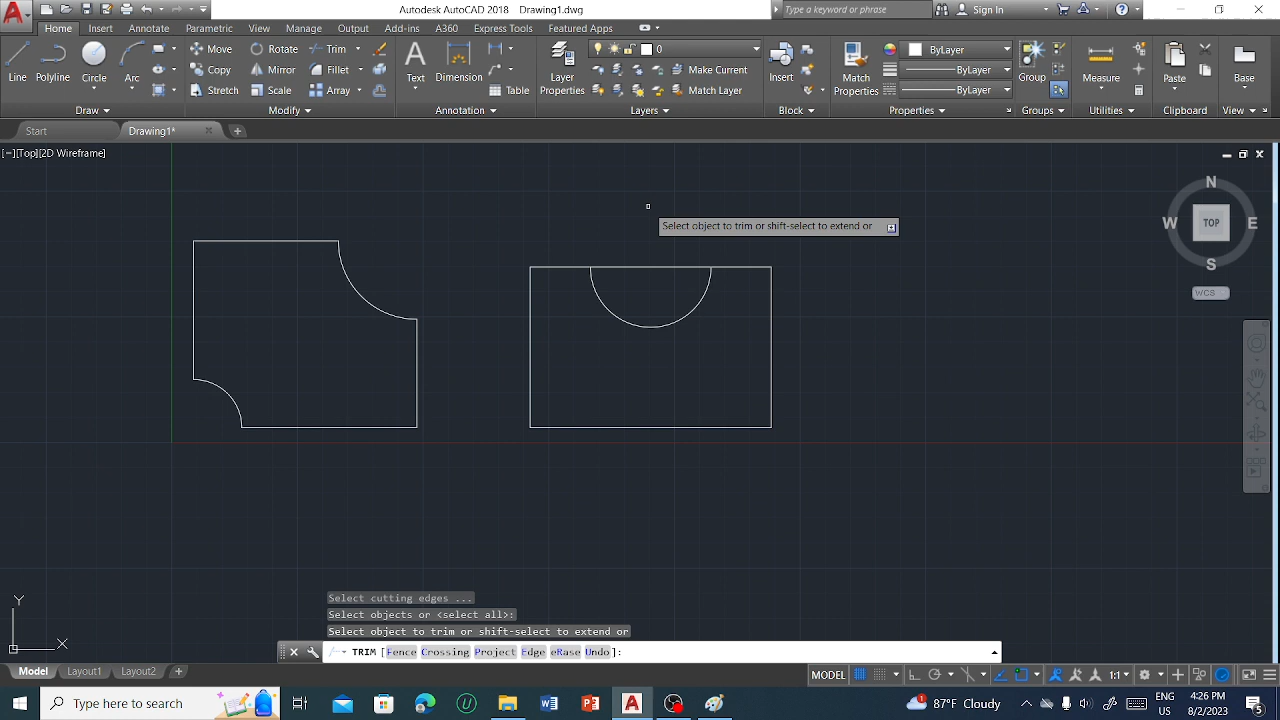 Autodesk AutoCAD 2018 Drawing1.dwg
Type a keyword or phrase
Sign In
Home Insert Annotate Parametric View Manage Output Add-ins A360 Express Tools Featured Apps
Line Polyline Circle Arc
Move Rotate Trim
Copy Mirror Fillet
Stretch Scale Array
Text Dimension Table
Layer Properties
0
Make Current
Match Layer
Insert
Match Properties
ByLayer
ByLayer
ByLayer
Group Measure Paste Base
Draw Modify Annotation Layers Block Properties Groups Utilities Clipboard View
Start Drawing1*
[−][Top][2D Wireframe]
N
W TOP E
S
WCS
Select object to trim or shift-select to extend or
Select cutting edges ...
Select objects or <select all>:
Select object to trim or shift-select to extend or
TRIM [Fence Crossing Project Edge eRase Undo]:
Y
X
Model Layout1 Layout2 +
MODEL 1:1
Type here to search
1
87°F Cloudy
ENG
US
4:26 PM
8/2/2023